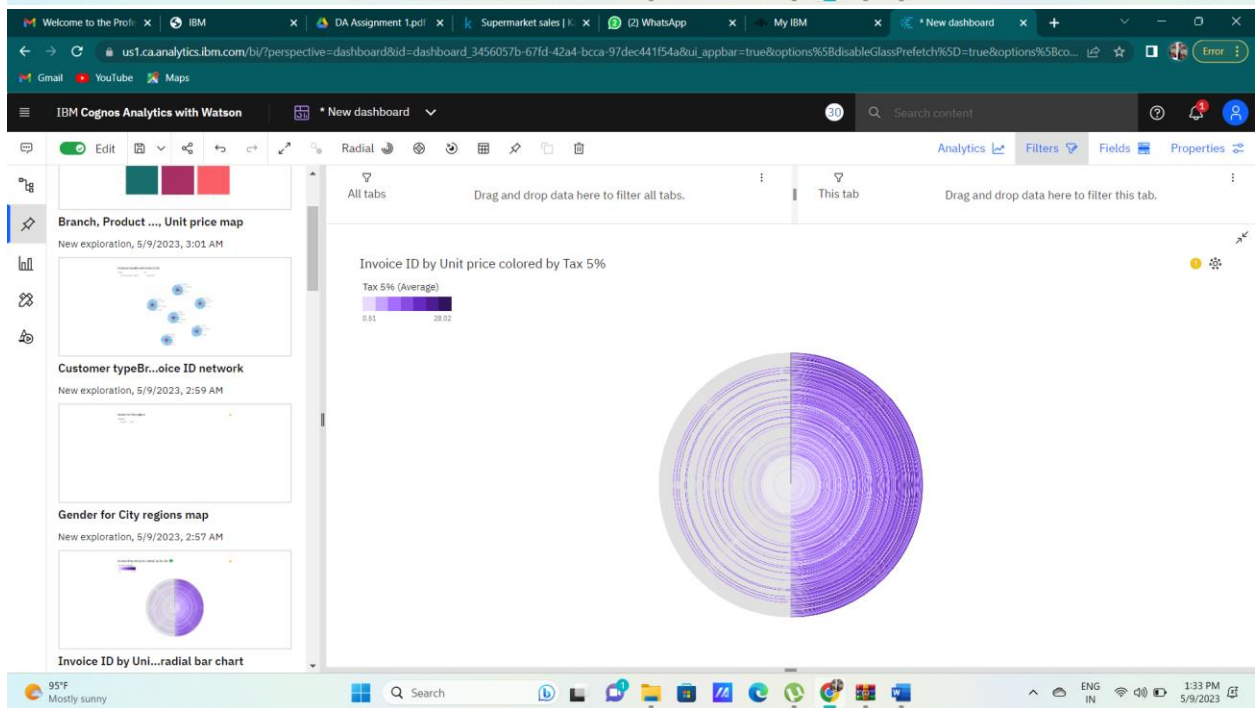 Welcome to the Profe
IBM
DA Assignment 1.pdf
Supermarket sales | K
(2) WhatsApp
My IBM
* New dashboard
us1.ca.analytics.ibm.com/bi/?perspective=dashboard&id=dashboard_3456057b-67fd-42a4-bcca-97dec441f54a&ui_appbar=true&options%5BdisableGlassPrefetch%5D=true&options%5Bco...
Error
Gmail
YouTube
Maps
IBM Cognos Analytics with Watson
* New dashboard
30
Search content
1
Edit
Radial
Analytics
Filters
Fields
Properties
All tabs
Drag and drop data here to filter all tabs.
This tab
Drag and drop data here to filter this tab.
Branch, Product ..., Unit price map
New exploration, 5/9/2023, 3:01 AM
Customer typeBr...oice ID network
New exploration, 5/9/2023, 2:59 AM
Gender for City regions map
New exploration, 5/9/2023, 2:57 AM
Invoice ID by Uni...radial bar chart
Invoice ID by Unit price colored by Tax 5%
Tax 5% (Average)
0.51
28.02
95°F
Mostly sunny
Search
ENG
IN
1:33 PM
5/9/2023